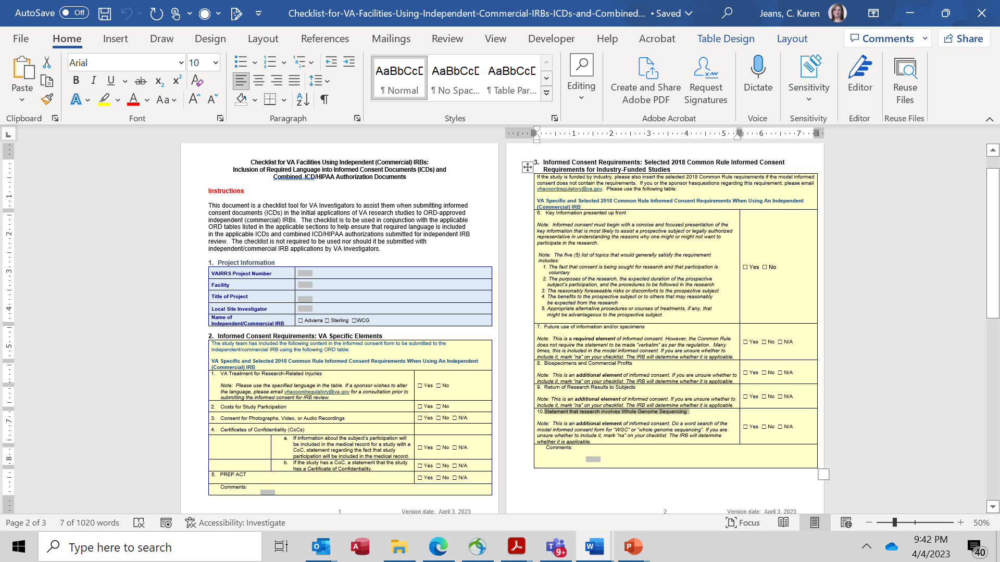 AutoSave Off
Checklist-for-VA-Facilities-Using-Independent-Commercial-IRBs-ICDs-and-Combined... • Saved
Jeans, C. Karen
File Home Insert Draw Design Layout References Mailings Review View Developer Help Acrobat Table Design Layout
Comments Share
Paste
Clipboard
Arial 10
Font
Paragraph
AaBbCcD AaBbCcD AaBbCcD
¶ Normal ¶ No Spac... ¶ Table Par...
Styles
Editing
Create and Share Adobe PDF
Request Signatures
Adobe Acrobat
Dictate
Voice
Sensitivity
Sensitivity
Editor
Editor
Reuse Files
Reuse Files
Checklist for VA Facilities Using Independent (Commercial) IRBs:
Inclusion of Required Language into Informed Consent Documents (ICDs) and
Combined ICD/HIPAA Authorization Documents
Instructions
This document is a checklist tool for VA Investigators to assist them when submitting informed
consent documents (ICDs) in the initial applications of VA research studies to ORD-approved
independent (commercial) IRBs. The checklist is to be used in conjunction with the applicable
ORD tables listed in the applicable sections to help ensure that required language is included
in the applicable ICDs and combined ICD/HIPAA authorizations submitted for independent IRB
review. The checklist is not required to be used nor should it be submitted with
independent/commercial IRB applications by VA Investigators.
1. Project Information
VAIRRS Project Number
Facility
Title of Project
Local Site Investigator
Name of
Independent/Commercial IRB
☐ Advarra ☐ Sterling ☐WCG
2. Informed Consent Requirements: VA Specific Elements
The study team has included the following content in the informed consent form to be submitted to the
independent/commercial IRB using the following ORD table:
VA Specific and Selected 2018 Common Rule Informed Consent Requirements When Using An Independent
(Commercial) IRB
1. VA Treatment for Research-Related Injuries
Note: Please use the specified language in the table. If a sponsor wishes to alter
the language, please email vhacoordregulatory@va.gov for a consultation prior to
submitting the informed consent for IRB review.
☐ Yes ☐ No
2. Costs for Study Participation
☐ Yes ☐ No
3. Consent for Photographs, Video, or Audio Recordings
☐ Yes ☐ No ☐ N/A
4. Certificates of Confidentiality (CoCs)
a. If information about the subject's participation will
be included in the medical record for a study with a
CoC, statement regarding the fact that study
participation will be included in the medical record.
☐ Yes ☐ No ☐ N/A
b. If the study has a CoC, a statement that the study
has a Certificate of Confidentiality.
☐ Yes ☐ No ☐ N/A
5. PREP ACT
☐ Yes ☐ No ☐ N/A
Comments:
1 Version date: April 3, 2023
3. Informed Consent Requirements: Selected 2018 Common Rule Informed Consent
Requirements for Industry-Funded Studies
If the study is funded by industry, please also insert the selected 2018 Common Rule requirements if the model informed
consent does not contain the requirements. If you or the sponsor hasquestions regarding this requirement, please email
vhacoordregulatory@va.gov. Please use the following table:
VA Specific and Selected 2018 Common Rule Informed Consent Requirements When Using An Independent
(Commercial) IRB
6. Key Information presented up front
Note: Informed consent must begin with a concise and focused presentation of the
key information that is most likely to assist a prospective subject or legally authorized
representative in understanding the reasons why one might or might not want to
participate in the research.
Note: The five (5) list of topics that would generally satisfy the requirement
includes:
1. The fact that consent is being sought for research and that participation is
voluntary
2. The purposes of the research, the expected duration of the prospective
subject's participation, and the procedures to be followed in the research
3. The reasonably foreseeable risks or discomforts to the prospective subject
4. The benefits to the prospective subject or to others that may reasonably
be expected from the research
5. Appropriate alternative procedures or courses of treatments, if any, that
might be advantageous to the prospective subject.
☐ Yes ☐ No
7. Future use of information and/or specimens
Note: This is a required element of informed consent. However, the Common Rule
does not require the statement to be made "verbatim" as per the regulation. Many
times, this is included in the model informed consent. If you are unsure whether to
include it, mark "na" on your checklist. The IRB will determine whether it is applicable.
☐ Yes ☐ No ☐ N/A
8. Biospecimens and Commercial Profits
Note: This is an additional element of informed consent. If you are unsure whether to
include it, mark "na" on your checklist. The IRB will determine whether it is applicable.
☐ Yes ☐ No ☐ N/A
9. Return of Research Results to Subjects
Note: This is an additional element of informed consent. If you are unsure whether to
include it, mark "na" on your checklist. The IRB will determine whether it is applicable.
☐ Yes ☐ No ☐ N/A
10.Statement that research involves Whole Genome Sequencing
Note: This is an additional element of informed consent. Do a word search of the
model informed consent form for "WGC" or "whole genome sequencing". If you are
unsure whether to include it, mark "na" on your checklist. The IRB will determine
whether it is applicable.
☐ Yes ☐ No ☐ N/A
Comments:
2 Version date: April 3, 2023
Page 2 of 3 7 of 1020 words Accessibility: Investigate
Focus 50%
Type here to search
9+
9:42 PM
4/4/2023
40